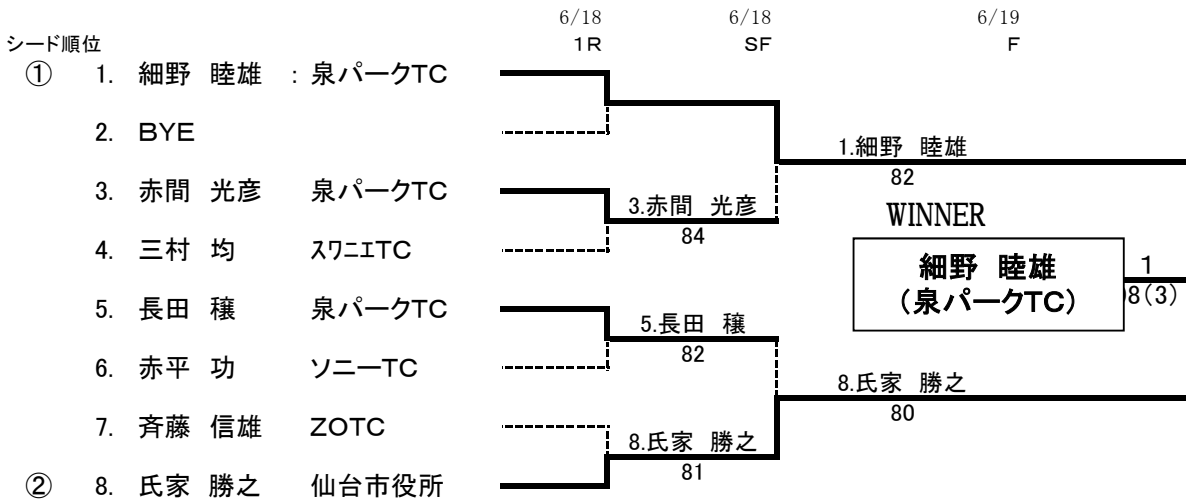 6/18 6/18 6/19
シード順位 1R SF F
① 1. 細野 睦雄 : 泉パークTC
2. BYE
1.細野 睦雄
82
3. 赤間 光彦 泉パークTC
3.赤間 光彦
84
WINNER
4. 三村 均 スワニエTC
細野 睦雄
(泉パークTC)
1
98(3)
5. 長田 穣 泉パークTC
5.長田 穣
82
6. 赤平 功 ソニーTC
8.氏家 勝之
80
7. 斉藤 信雄 ZOTC
8.氏家 勝之
81
② 8. 氏家 勝之 仙台市役所